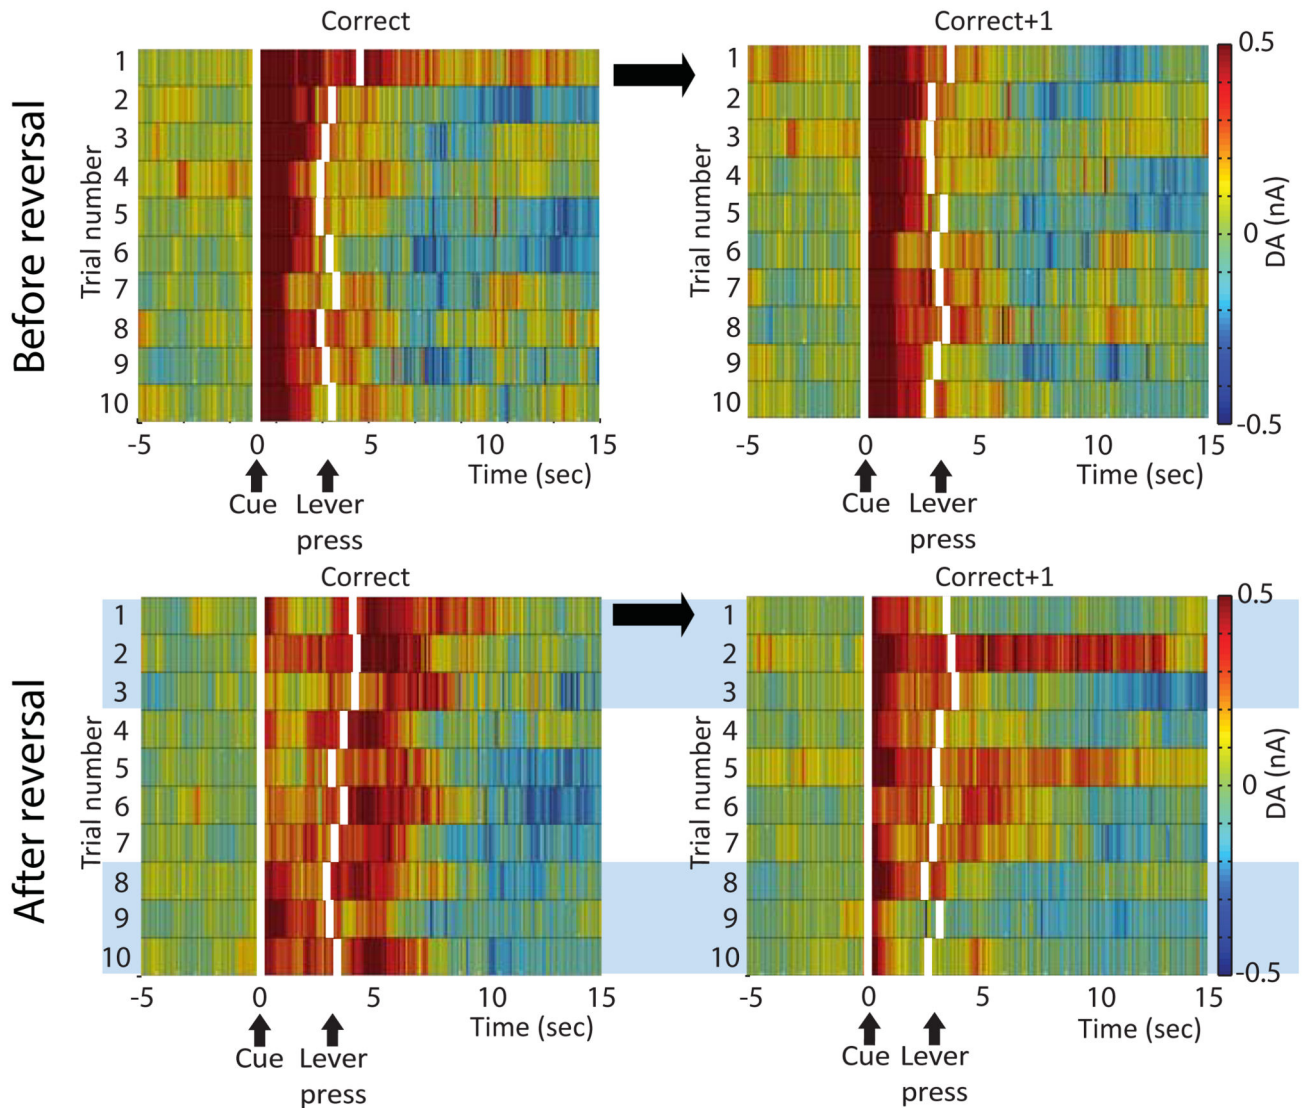 Correct
Correct+1
Before reversal
Trial number
1
2
3
4
5
6
7
8
9
10
-5
0
5
10
15
Time (sec)
Cue
Lever
press
Trial number
1
2
3
4
5
6
7
8
9
10
-5
0
5
10
15
Time (sec)
Cue
Lever
press
0.5
0
-0.5
DA (nA)
Correct
Correct+1
After reversal
Trial number
1
2
3
4
5
6
7
8
9
10
-5
0
5
10
15
Time (sec)
Cue
Lever
press
Trial number
1
2
3
4
5
6
7
8
9
10
-5
0
5
10
15
Time (sec)
Cue
Lever
press
0.5
0
-0.5
DA (nA)